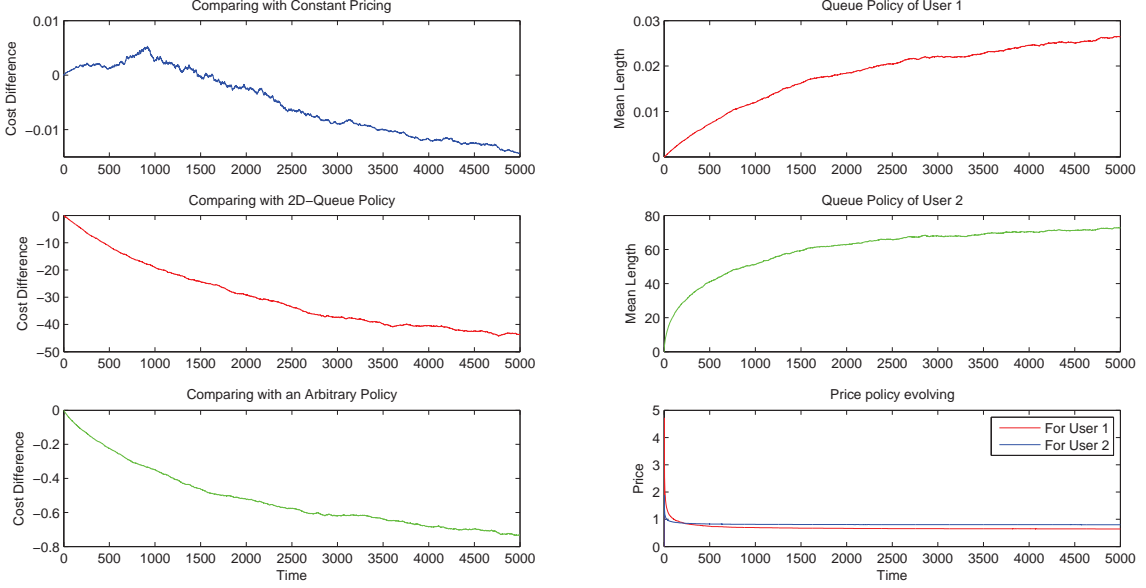 Comparing with Constant Pricing
0.01
0
−0.01
Cost Difference
0 500 1000 1500 2000 2500 3000 3500 4000 4500 5000
Comparing with 2D−Queue Policy
0
−10
−20
−30
−40
−50
Cost Difference
0 500 1000 1500 2000 2500 3000 3500 4000 4500 5000
Comparing with an Arbitrary Policy
0
−0.2
−0.4
−0.6
−0.8
Cost Difference
0 500 1000 1500 2000 2500 3000 3500 4000 4500 5000
Time
Queue Policy of User 1
0.03
0.02
0.01
0
Mean Length
0 500 1000 1500 2000 2500 3000 3500 4000 4500 5000
Queue Policy of User 2
80
60
40
20
0
Mean Length
0 500 1000 1500 2000 2500 3000 3500 4000 4500 5000
Price policy evolving
5
4
3
2
1
0
Price
For User 1
For User 2
0 500 1000 1500 2000 2500 3000 3500 4000 4500 5000
Time